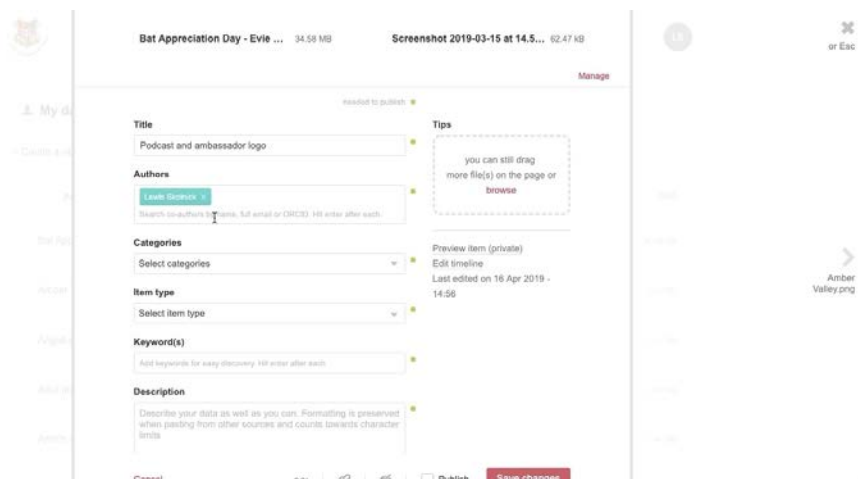 Bat Appreciation Day - Evie ... 34.58 MB
Screenshot 2019-03-15 at 14.5... 62.47 kB
or Esc
Manage
My da
needed to publish
Title
Podcast and ambassador logo
Authors
Lewis
Search co-authors by name, full email or ORCID. Hit enter after each.
Categories
Select categories
Item type
Select item type
Keyword(s)
Add keywords for easy discovery. Hit enter after each.
Description
Describe your data as well as you can. Formatting is preserved
when pasting from other sources and counts towards character
limits
Tips
you can still drag
more file(s) on the page or
browse
Preview item (private)
Edit timeline
Last edited on 16 Apr 2019 -
14:56
Amber
Valley.png
Cancel
Publish
Save changes